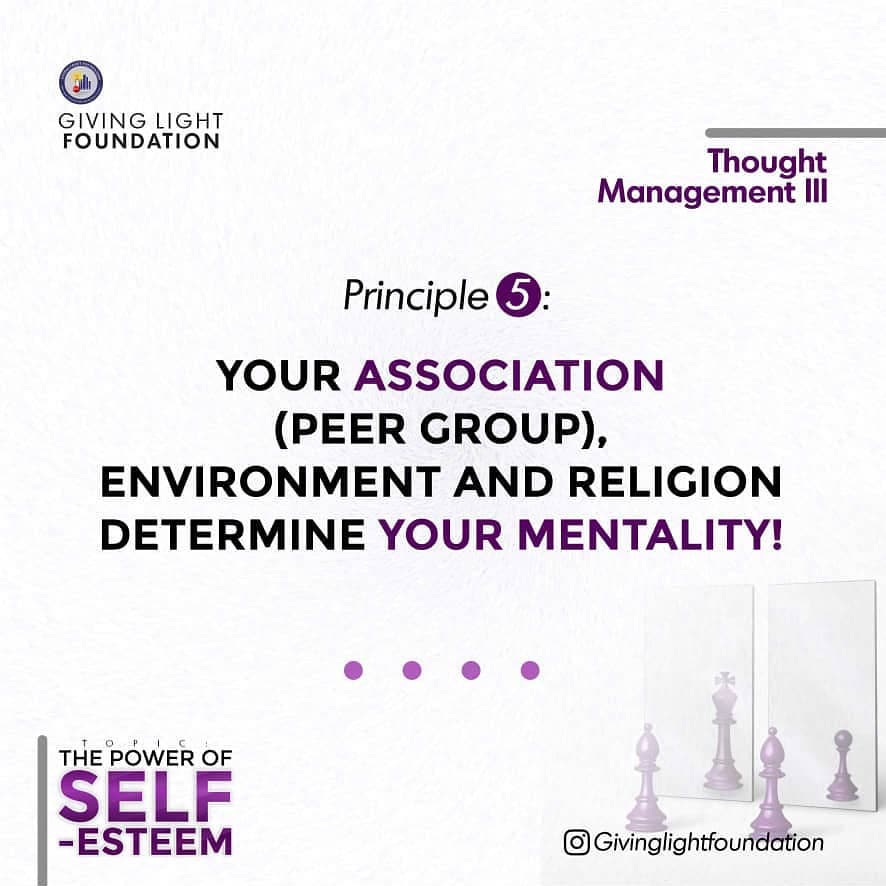 GIVING LIGHT
FOUNDATION
Thought
Management III
Principle 5:
YOUR ASSOCIATION
(PEER GROUP),
ENVIRONMENT AND RELIGION
DETERMINE YOUR MENTALITY!
TOPIC:
THE POWER OF
SELF
-ESTEEM
Givinglightfoundation